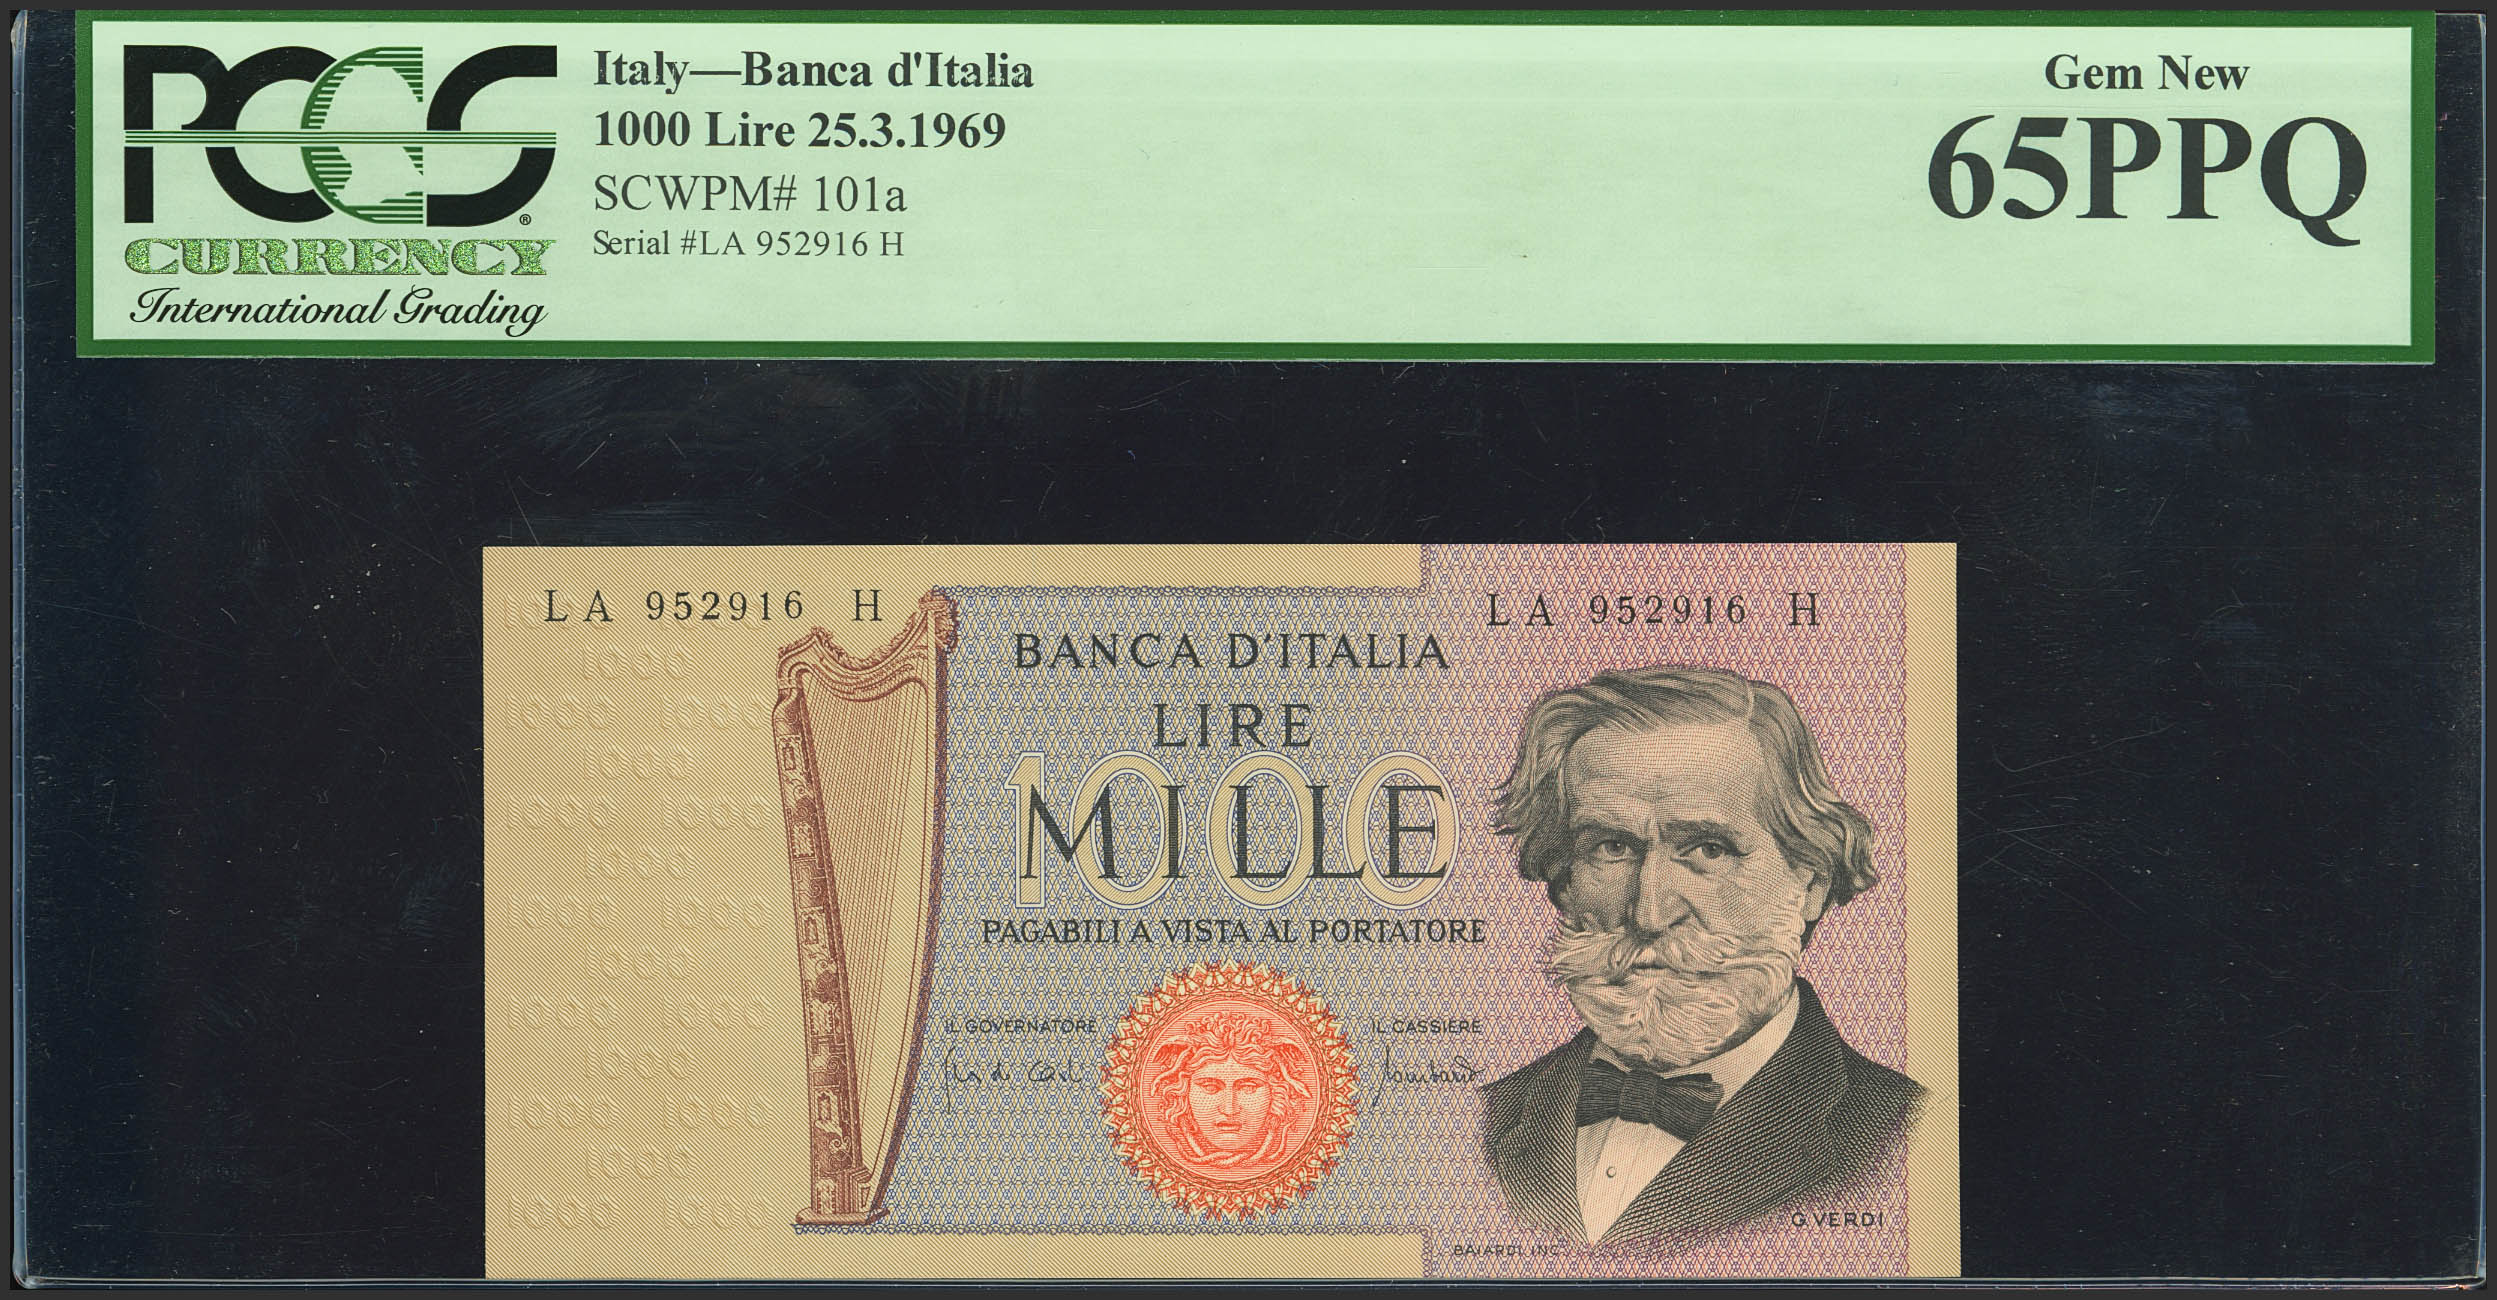 PCGS
CURRENCY
International Grading
Italy—Banca d'Italia
1000 Lire 25.3.1969
SCWPM# 101a
Serial #LA 952916 H
Gem New
65PPQ
LA 952916 H
LA 952916 H
BANCA D'ITALIA
LIRE
1000
MILLE
PAGABILI A VISTA AL PORTATORE
IL GOVERNATORE
IL CASSIERE
G. VERDI
BAIARDI INC.